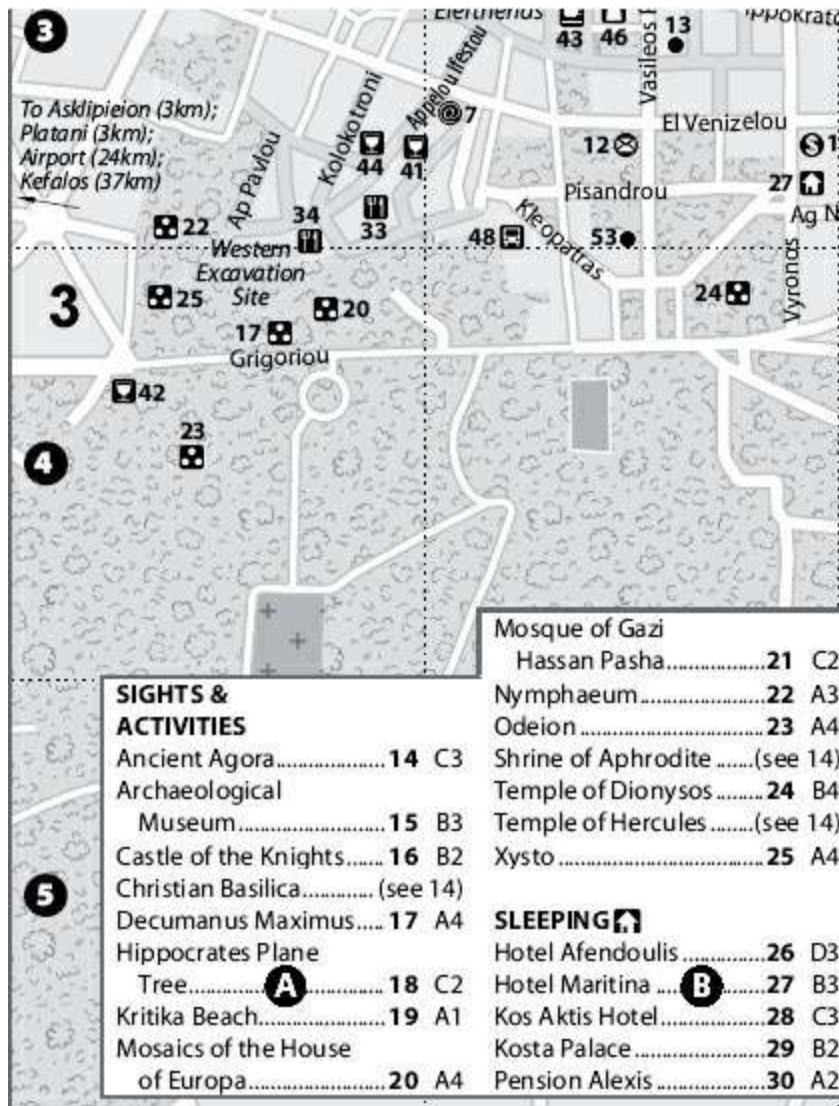 3
Eleftherias
Ippokrato
43
46
13
Vasileos
Appelou Ifestou
Kolokotroni
7
To Asklipieion (3km);
Platani (3km);
Airport (24km);
Kefalos (37km)
El Venizelou
44
41
12
S 1
Ap Pavlou
Pisandrou
27
34
33
Kleopatras
Ag N
22
48
53
Western
Excavation
Site
Vyronos
3
25
20
24
17
Grigoriou
42
23
4
SIGHTS &
ACTIVITIES
Ancient Agora....................14 C3
Archaeological
Museum...........................15 B3
Castle of the Knights.......16 B2
Christian Basilica.............(see 14)
Decumanus Maximus.....17 A4
Hippocrates Plane
Tree....................................18 C2
Kritika Beach.......................19 A1
Mosaics of the House
of Europa.........................20 A4
Mosque of Gazi
Hassan Pasha..................21 C2
Nymphaeum.......................22 A3
Odeion..................................23 A4
Shrine of Aphrodite.......(see 14)
Temple of Dionysos.........24 B4
Temple of Hercules........(see 14)
Xysto.....................................25 A4
SLEEPING
Hotel Afendoulis...............26 D3
Hotel Maritina...................27 B3
Kos Aktis Hotel..................28 C3
Kosta Palace.......................29 B2
Pension Alexis...................30 A2
5
A
B